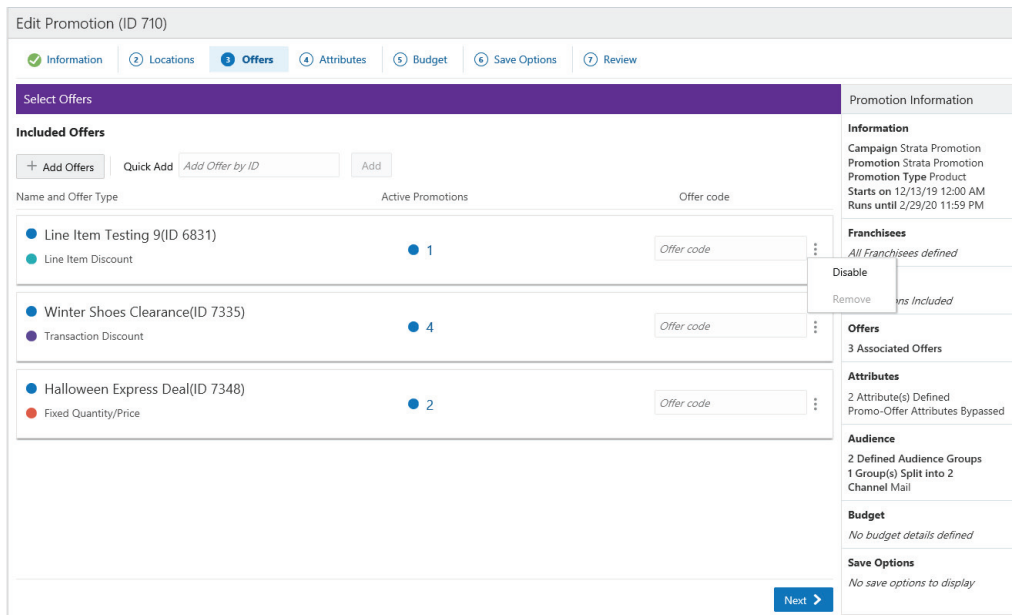 Edit Promotion (ID 710)
Information
2 Locations
3 Offers
4 Attributes
5 Budget
6 Save Options
7 Review
Select Offers
Included Offers
+ Add Offers Quick Add Add Offer by ID Add
Name and Offer Type Active Promotions Offer code
Line Item Testing 9(ID 6831)
Line Item Discount
1
Offer code
Disable
Remove
Winter Shoes Clearance(ID 7335)
Transaction Discount
4
Offer code
Halloween Express Deal(ID 7348)
Fixed Quantity/Price
2
Offer code
Next
Promotion Information
Information
Campaign Strata Promotion
Promotion Strata Promotion
Promotion Type Product
Starts on 12/13/19 12:00 AM
Runs until 2/29/20 11:59 PM
Franchisees
All Franchisees defined
Included
Offers
3 Associated Offers
Attributes
2 Attribute(s) Defined
Promo-Offer Attributes Bypassed
Audience
2 Defined Audience Groups
1 Group(s) Split into 2
Channel Mail
Budget
No budget details defined
Save Options
No save options to display